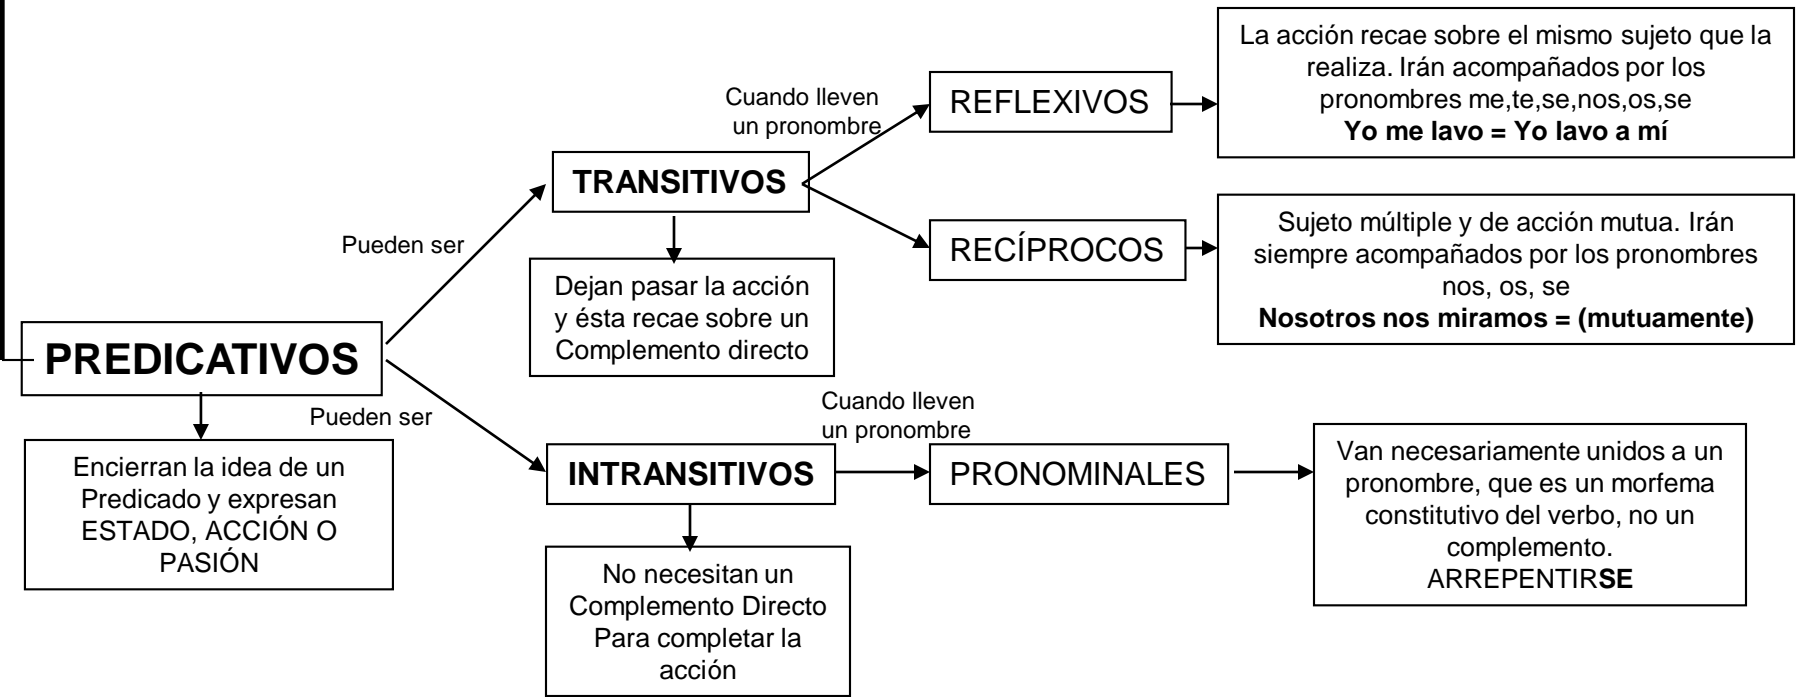 La acción recae sobre el mismo sujeto que la
realiza. Irán acompañados por los
pronombres me,te,se,nos,os,se
Yo me lavo = Yo lavo a mí
Cuando lleven
un pronombre
REFLEXIVOS
TRANSITIVOS
RECÍPROCOS
Sujeto múltiple y de acción mutua. Irán
siempre acompañados por los pronombres
nos, os, se
Nosotros nos miramos = (mutuamente)
Pueden ser
Dejan pasar la acción
y ésta recae sobre un
Complemento directo
PREDICATIVOS
Pueden ser
Encierran la idea de un
Predicado y expresan
ESTADO, ACCIÓN O
PASIÓN
INTRANSITIVOS
Cuando lleven
un pronombre
PRONOMINALES
Van necesariamente unidos a un
pronombre, que es un morfema
constitutivo del verbo, no un
complemento.
ARREPENTIRSE
No necesitan un
Complemento Directo
Para completar la
acción